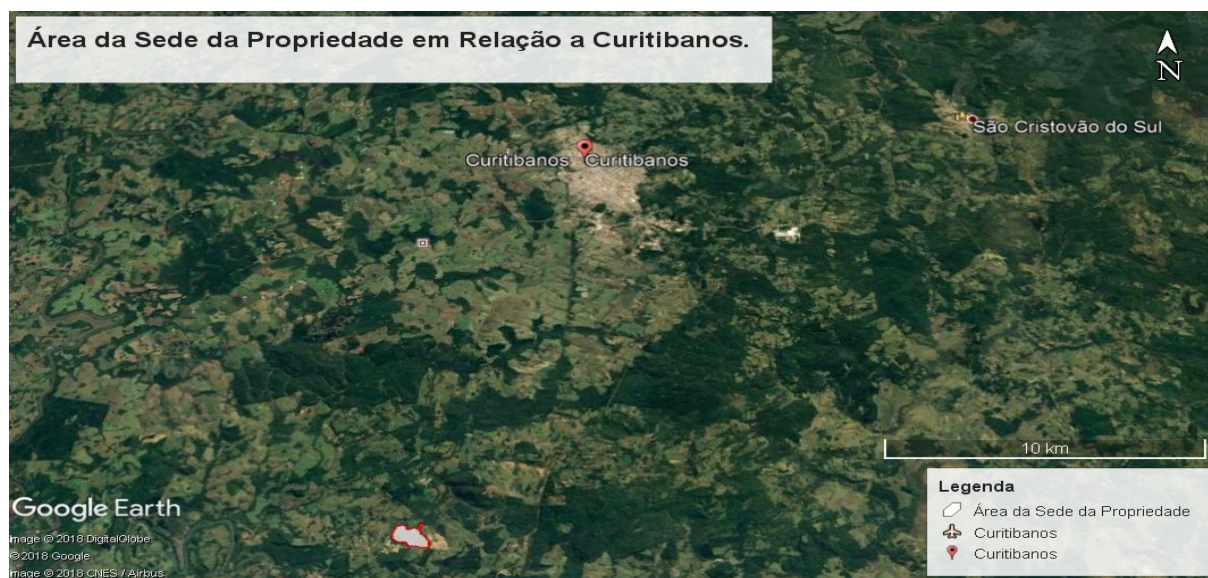 Área da Sede da Propriedade em Relação a Curitibanos.
N
São Cristovão do Sul
Curitibanos Curitibanos
10 km
Google Earth
Image © 2018 DigitalGlobe
© 2018 Google
Image © 2018 CNES / Airbus
Legenda
Área da Sede da Propriedade
Curitibanos
Curitibanos